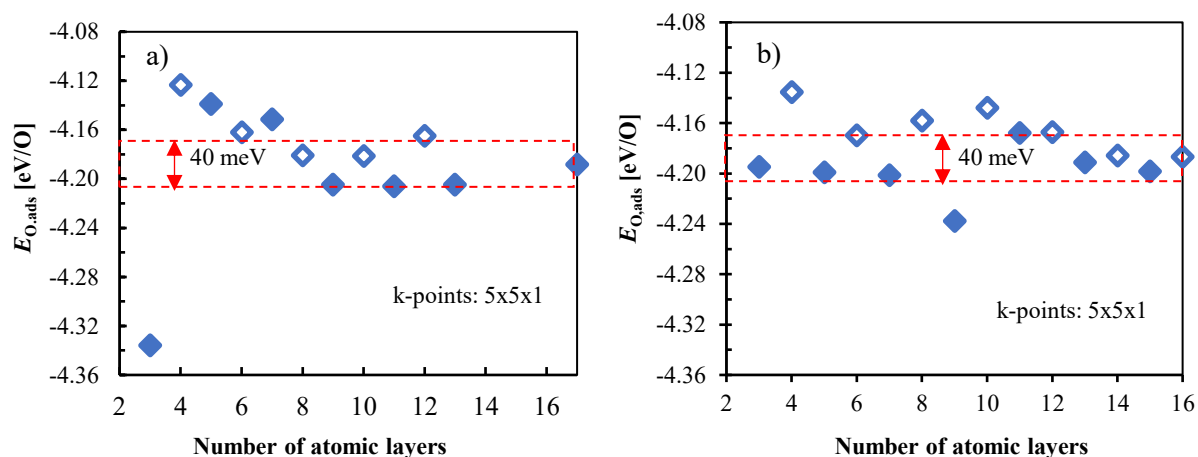 a)
E_O.ads [eV/O]
-4.08
-4.12
-4.16
-4.20
-4.24
-4.28
-4.32
-4.36
40 meV
k-points: 5x5x1
2 4 6 8 10 12 14 16
Number of atomic layers
b)
E_O,ads [eV/O]
-4.08
-4.12
-4.16
-4.20
-4.24
-4.28
-4.32
-4.36
40 meV
k-points: 5x5x1
2 4 6 8 10 12 14 16
Number of atomic layers